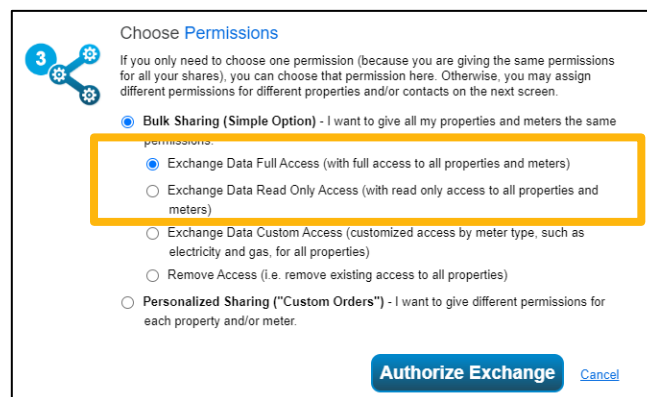 Choose Permissions
3
If you only need to choose one permission (because you are giving the same permissions
for all your shares), you can choose that permission here. Otherwise, you may assign
different permissions for different properties and/or contacts on the next screen.
Bulk Sharing (Simple Option) - I want to give all my properties and meters the same
permissions.
Exchange Data Full Access (with full access to all properties and meters)
Exchange Data Read Only Access (with read only access to all properties and
meters)
Exchange Data Custom Access (customized access by meter type, such as
electricity and gas, for all properties)
Remove Access (i.e. remove existing access to all properties)
Personalized Sharing ("Custom Orders") - I want to give different permissions for
each property and/or meter.
Authorize Exchange
Cancel